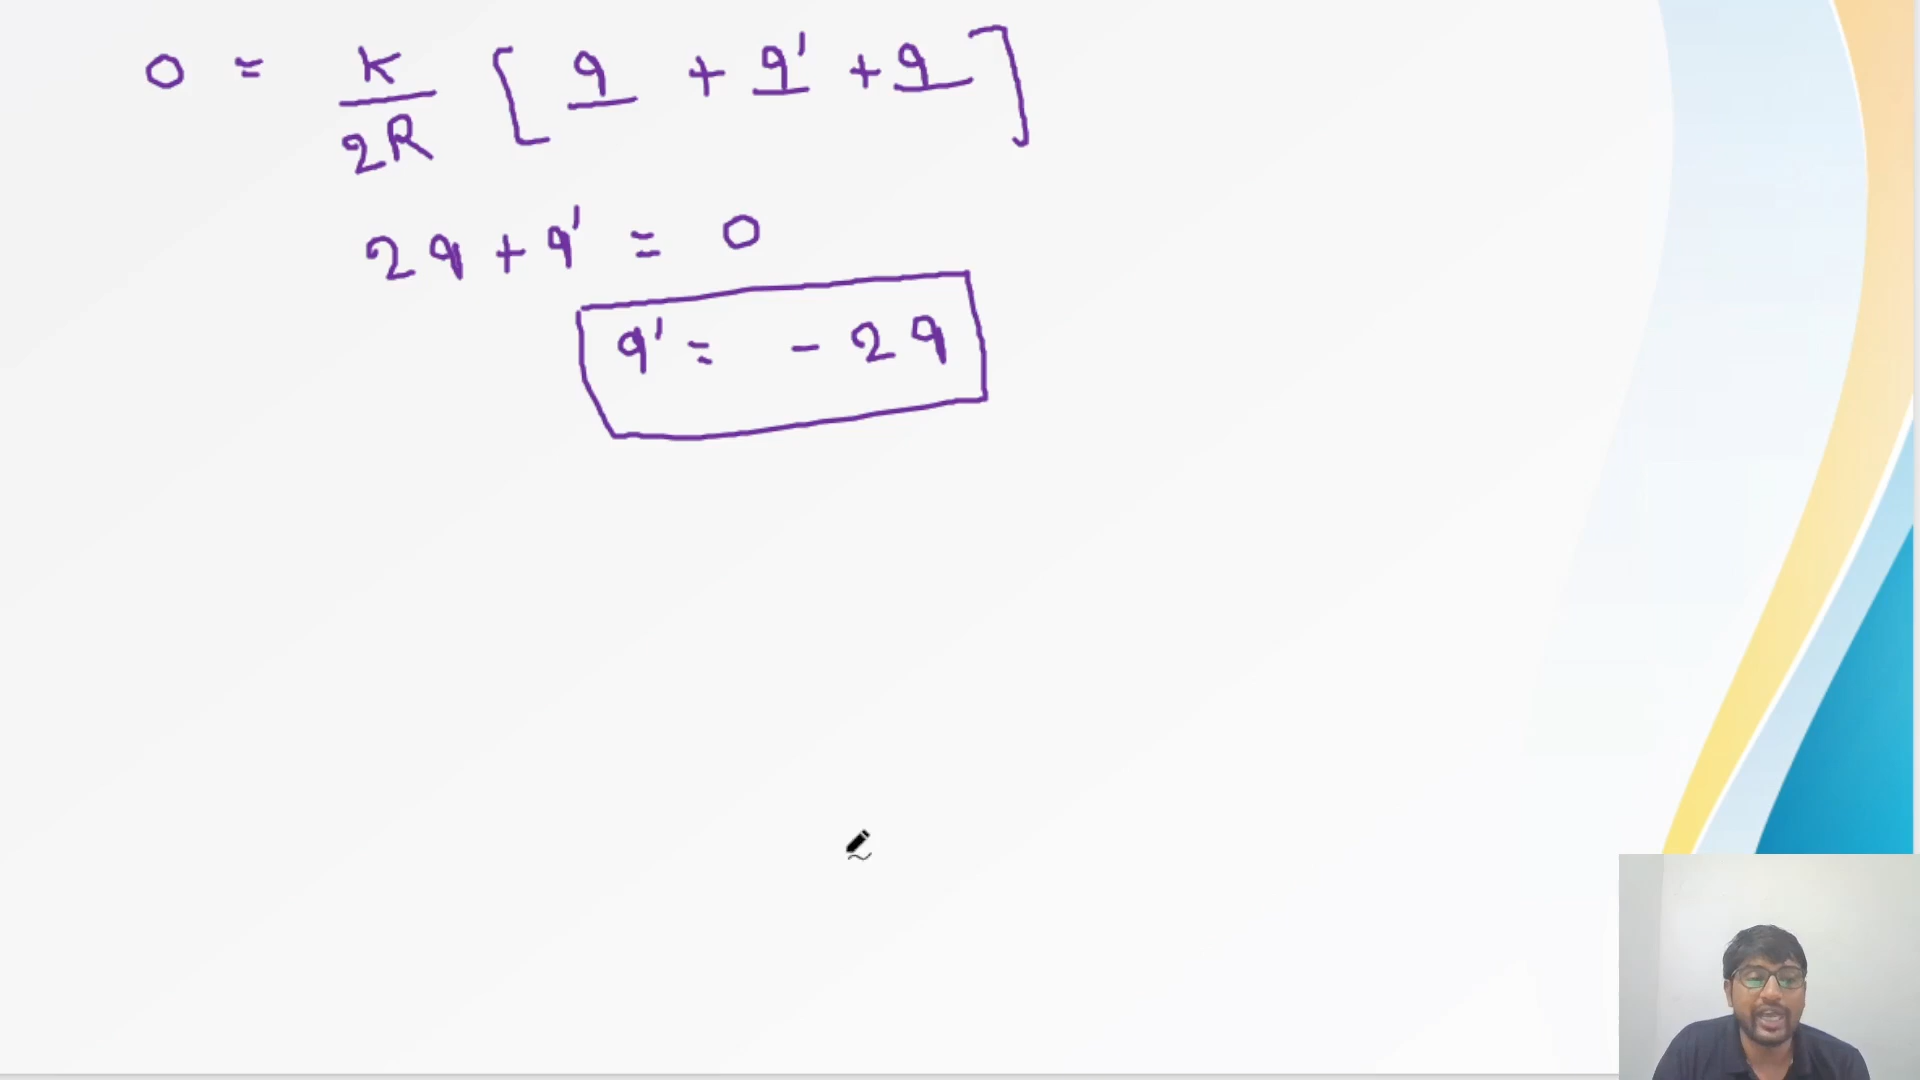 0 = K/2R [ q + q' + q ]
2q + q' = 0
q' = - 2q